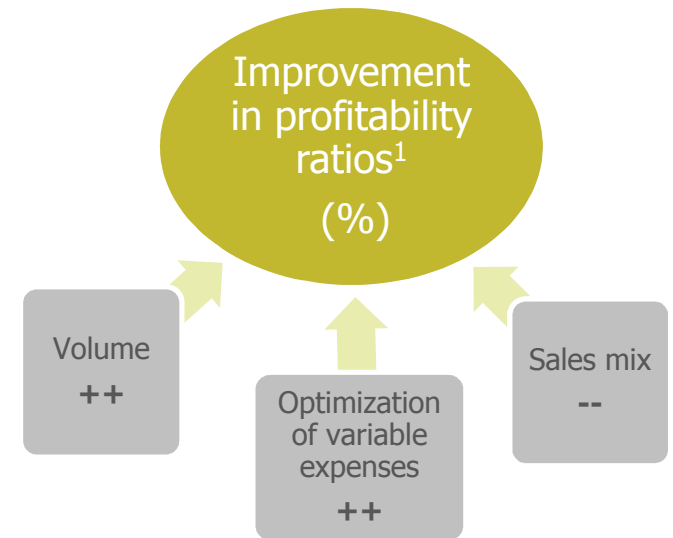 Improvement
in profitability
ratios1
(%)
Volume
++
Optimization
of variable
expenses
++
Sales mix
--